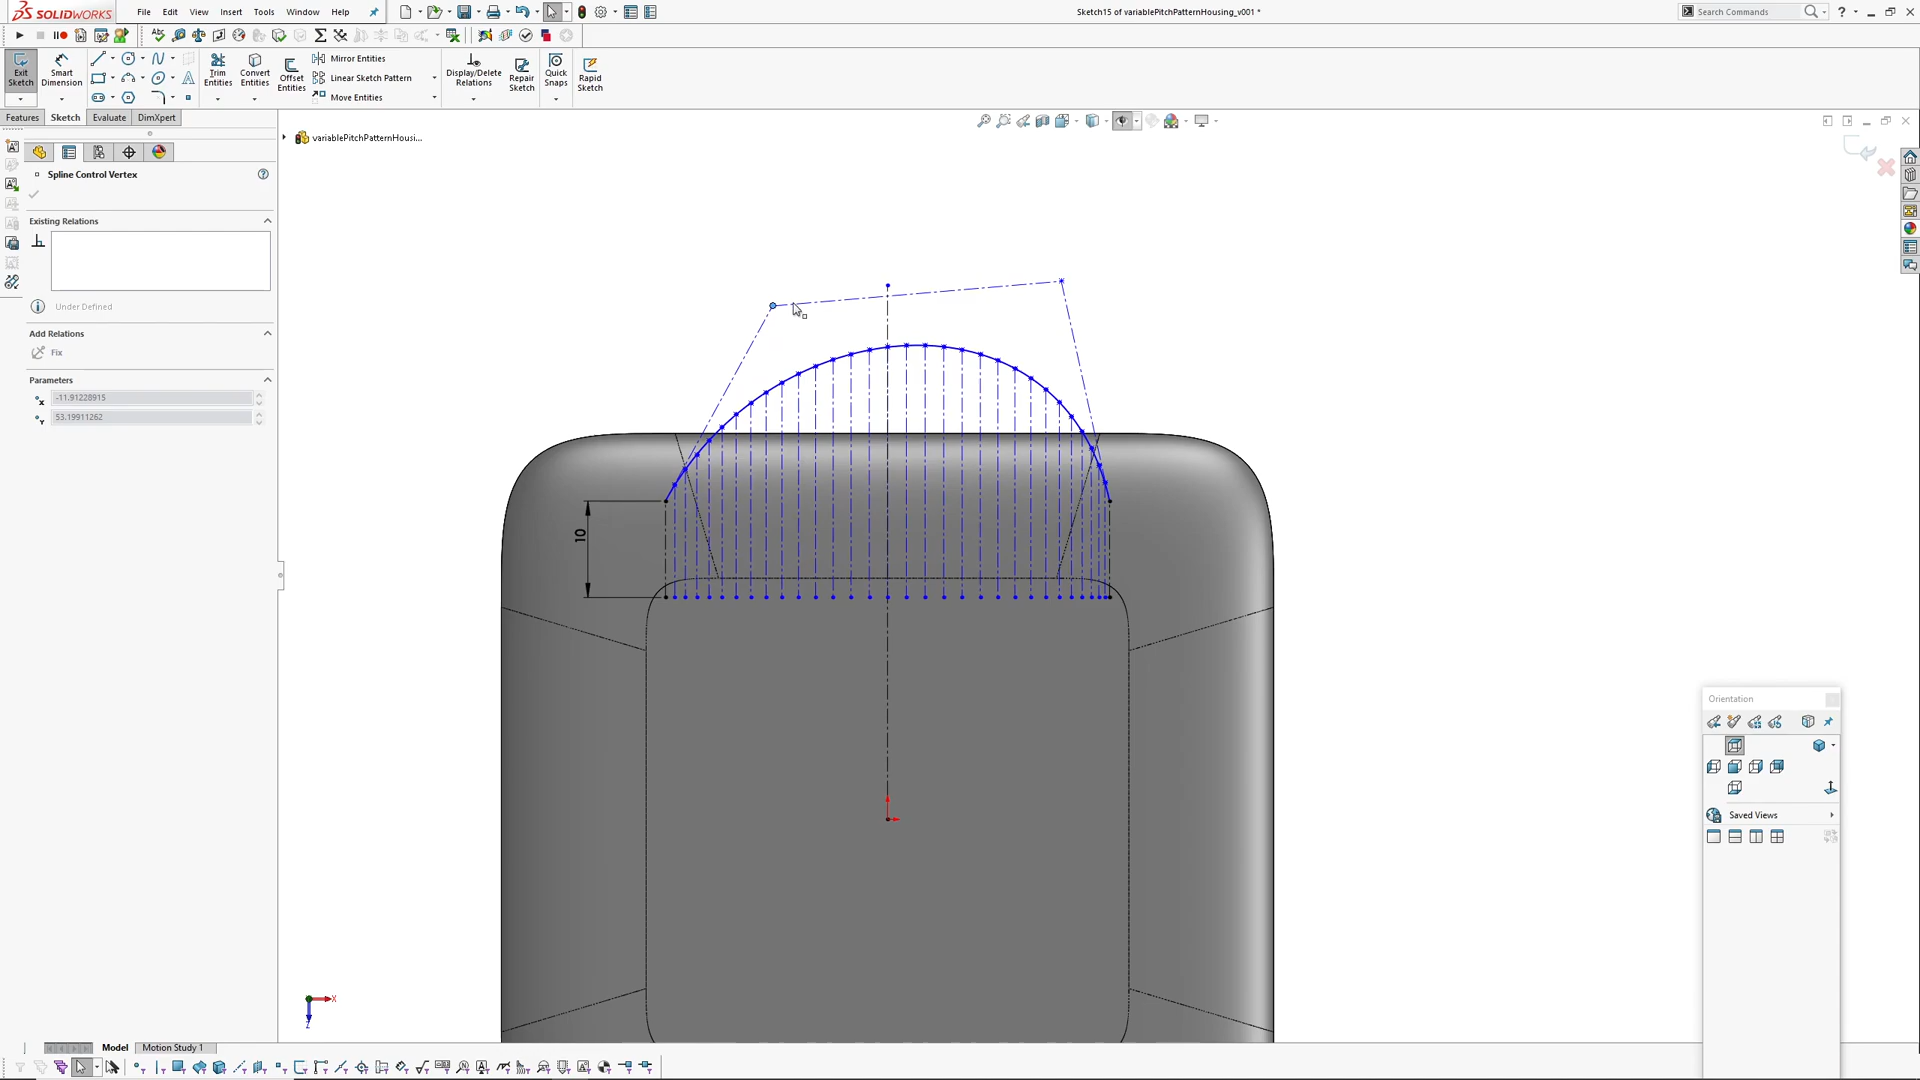 SOLIDWORKS
File
Edit
View
Insert
Tools
Window
Help
Sketch15 of variablePitchPatternHousing_v001 *
Search Commands
Exit
Sketch
Smart
Dimension
Trim
Entities
Convert
Entities
Offset
Entities
Mirror Entities
Linear Sketch Pattern
Move Entities
Display/Delete
Relations
Repair
Sketch
Quick
Snaps
Rapid
Sketch
Features
Sketch
Evaluate
DimXpert
variablePitchPatternHousi...
Spline Control Vertex
Existing Relations
Under Defined
Add Relations
Fix
Parameters
-11.91228915
53.19911262
10
Orientation
Saved Views
X
Z
Model
Motion Study 1